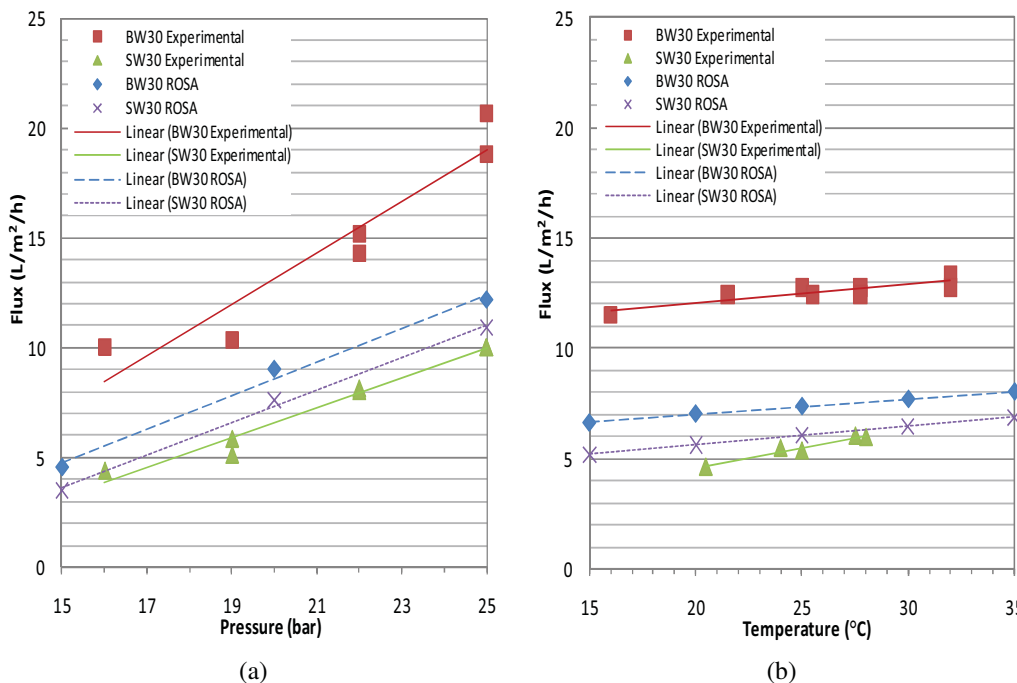 25
20
15
10
5
0
Flux (L/m²/h)
BW30 Experimental
SW30 Experimental
BW30 ROSA
SW30 ROSA
Linear (BW30 Experimental)
Linear (SW30 Experimental)
Linear (BW30 ROSA)
Linear (SW30 ROSA)
15 17 19 21 23 25
Pressure (bar)
(a)
25
20
15
10
5
0
Flux (L/m²/h)
BW30 Experimental
SW30 Experimental
BW30 ROSA
SW30 ROSA
Linear (BW30 Experimental)
Linear (SW30 Experimental)
Linear (BW30 ROSA)
Linear (SW30 ROSA)
15 20 25 30 35
Temperature (°C)
(b)